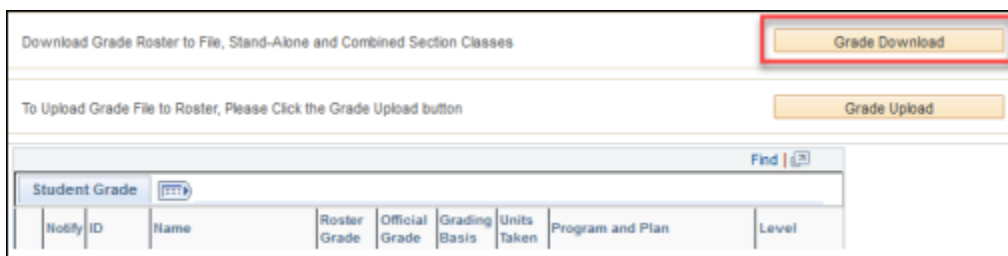 Download Grade Roster to File, Stand-Alone and Combined Section Classes Grade Download
To Upload Grade File to Roster, Please Click the Grade Upload button Grade Upload
Find |
Student Grade
Notify ID Name Roster Grade Official Grade Grading Basis Units Taken Program and Plan Level